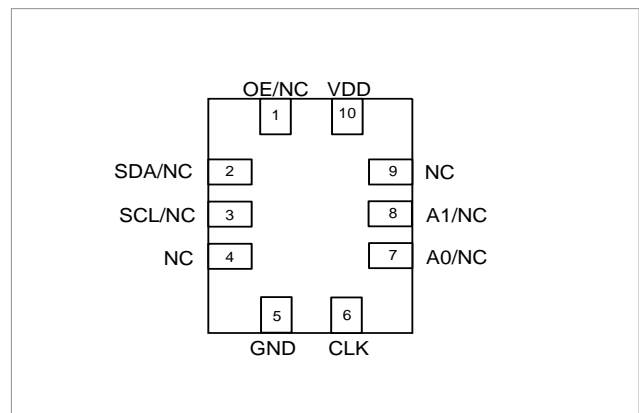 OE/NC VDD
1 10
SDA/NC 2 9 NC
SCL/NC 3 8 A1/NC
NC 4 7 A0/NC
5 6
GND CLK